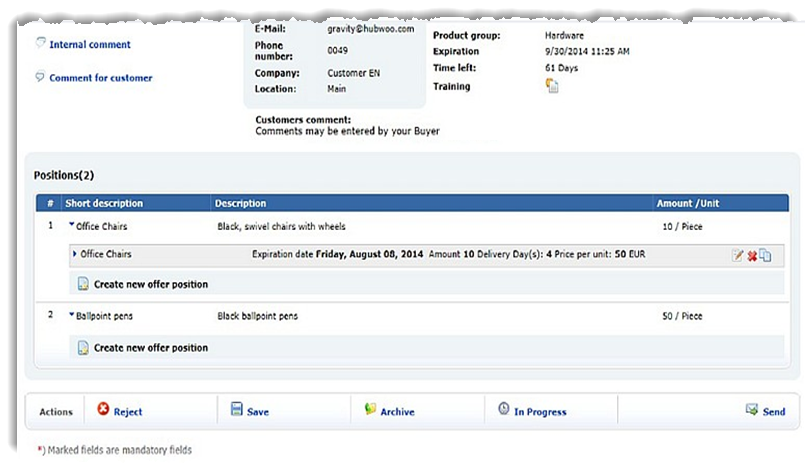 Internal comment
Comment for customer
E-Mail: gravity@hubwoo.com
Phone number: 0049
Company: Customer EN
Location: Main
Product group: Hardware
Expiration 9/30/2014 11:25 AM
Time left: 61 Days
Training
Customers comment:
Comments may be entered by your Buyer
Positions(2)
# Short description Description Amount /Unit
1 Office Chairs Black, swivel chairs with wheels 10 / Piece
Office Chairs Expiration date Friday, August 08, 2014 Amount 10 Delivery Day(s): 4 Price per unit: 50 EUR
Create new offer position
2 Ballpoint pens Black ballpoint pens 50 / Piece
Create new offer position
Actions Reject Save Archive In Progress Send
*) Marked fields are mandatory fields